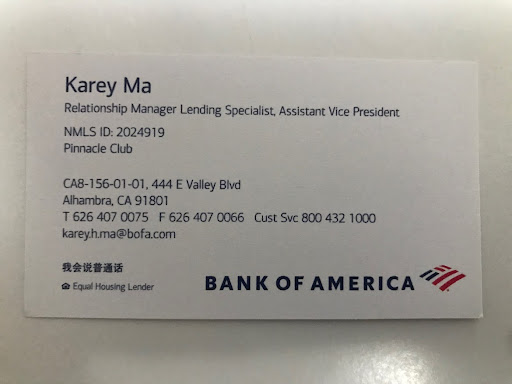 Karey Ma
Relationship Manager Lending Specialist, Assistant Vice President
NMLS ID: 2024919
Pinnacle Club
CA8-156-01-01, 444 E Valley Blvd
Alhambra, CA 91801
T 626 407 0075 F 626 407 0066 Cust Svc 800 432 1000
karey.h.ma@bofa.com
我会说普通话
Equal Housing Lender
BANK OF AMERICA